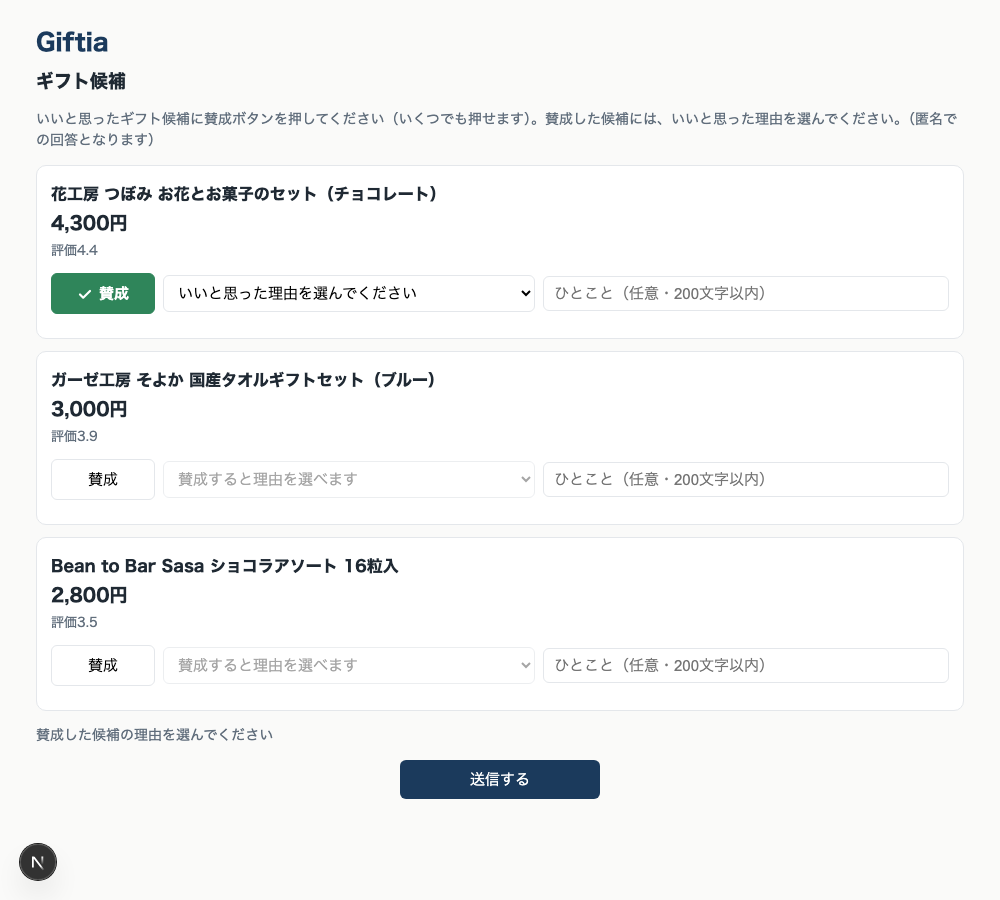 Giftia
ギフト候補
いいと思ったギフト候補に賛成ボタンを押してください（いくつでも押せます）。賛成した候補には、いいと思った理由を選んでください。（匿名で
の回答となります）
花工房 つぼみ お花とお菓子のセット（チョコレート）
4,300円
評価4.4
✓ 賛成 いいと思った理由を選んでください ひとこと（任意・200文字以内）
ガーゼ工房 そよか 国産タオルギフトセット（ブルー）
3,000円
評価3.9
賛成 賛成すると理由を選べます ひとこと（任意・200文字以内）
Bean to Bar Sasa ショコラアソート 16粒入
2,800円
評価3.5
賛成 賛成すると理由を選べます ひとこと（任意・200文字以内）
賛成した候補の理由を選んでください
送信する
N